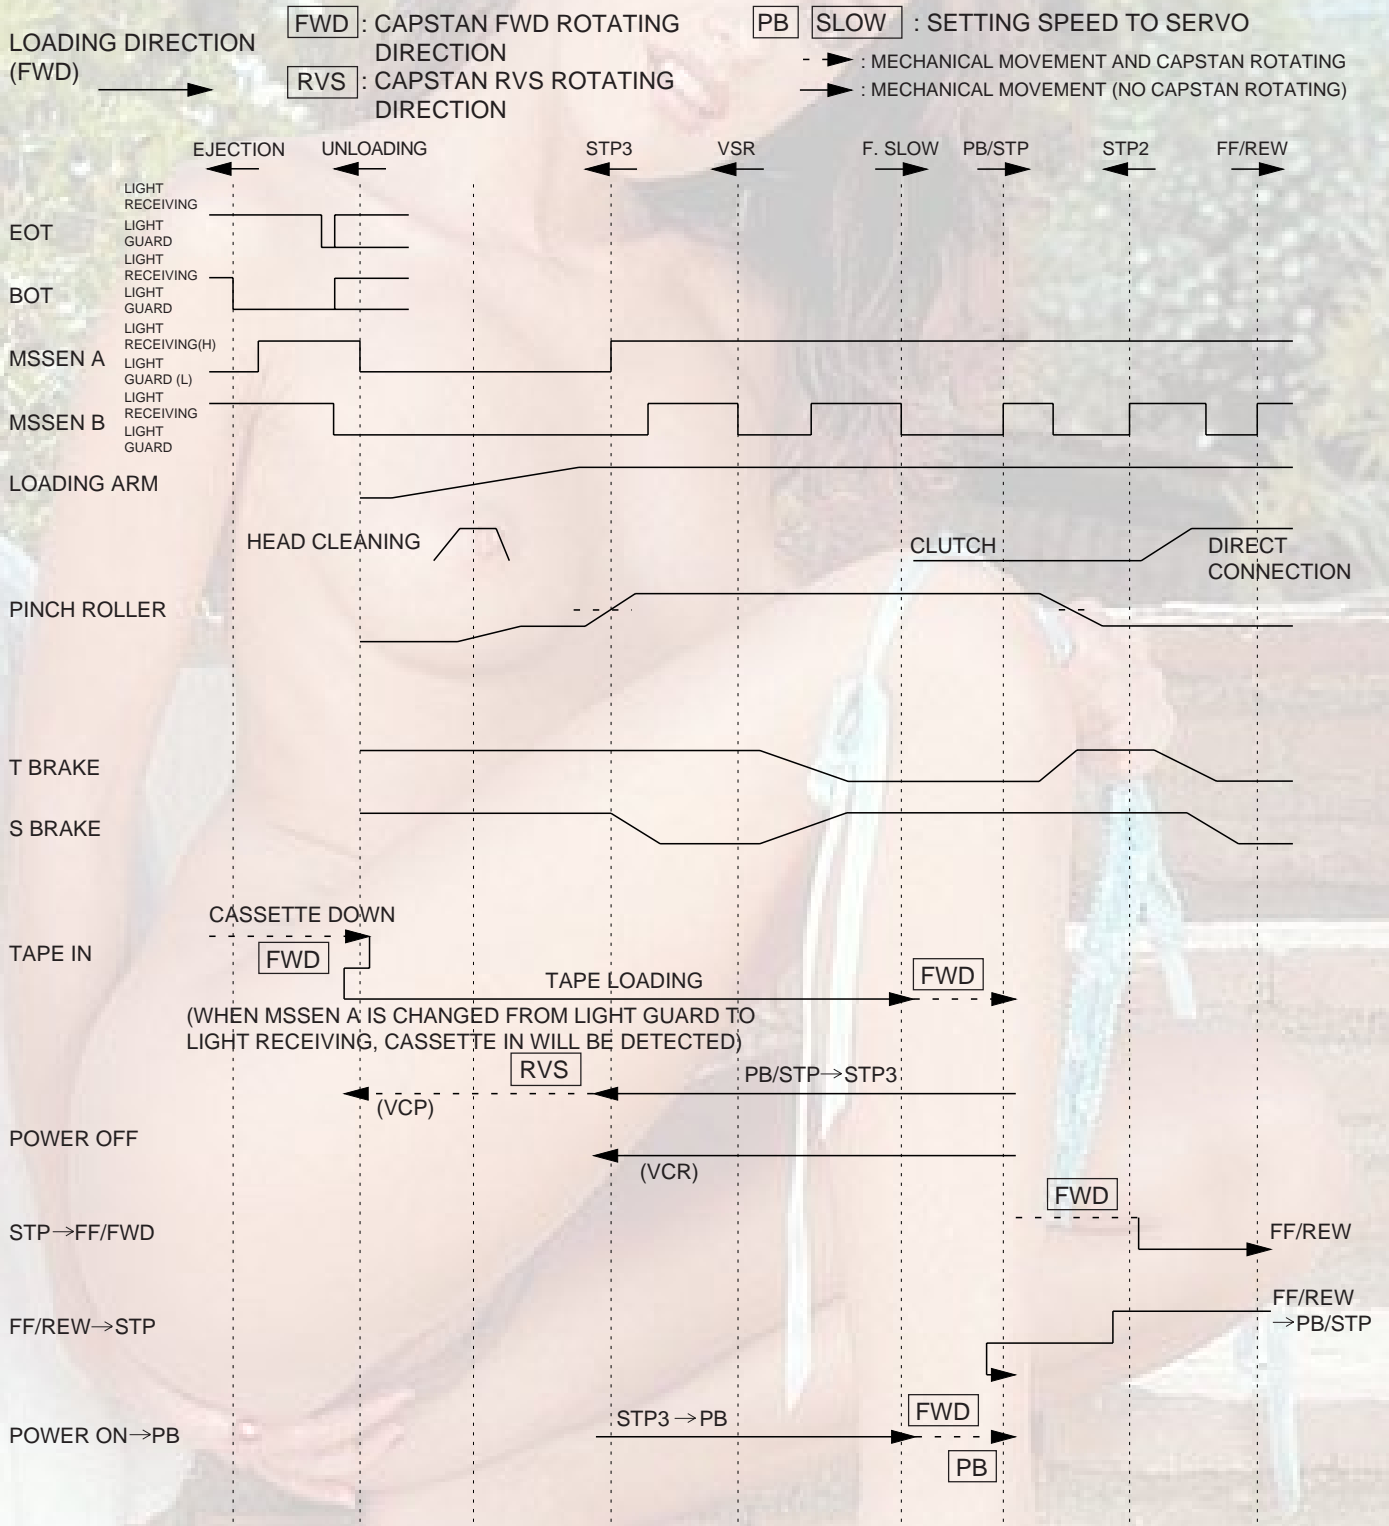 LOADING DIRECTION
(FWD)
FWD : CAPSTAN FWD ROTATING
DIRECTION
RVS : CAPSTAN RVS ROTATING
DIRECTION
PB SLOW : SETTING SPEED TO SERVO
: MECHANICAL MOVEMENT AND CAPSTAN ROTATING
: MECHANICAL MOVEMENT (NO CAPSTAN ROTATING)
EJECTION UNLOADING STP3 VSR F. SLOW PB/STP STP2 FF/REW
EOT
LIGHT
RECEIVING
LIGHT
GUARD
BOT
LIGHT
RECEIVING
LIGHT
GUARD
MSSEN A
LIGHT
RECEIVING(H)
LIGHT
GUARD (L)
MSSEN B
LIGHT
RECEIVING
LIGHT
GUARD
LOADING ARM
HEAD CLEANING
CLUTCH
DIRECT
CONNECTION
PINCH ROLLER
T BRAKE
S BRAKE
TAPE IN
CASSETTE DOWN
FWD
TAPE LOADING
FWD
(WHEN MSSEN A IS CHANGED FROM LIGHT GUARD TO
LIGHT RECEIVING, CASSETTE IN WILL BE DETECTED)
RVS
PB/STP→STP3
(VCP)
POWER OFF
(VCR)
FWD
STP→FF/FWD
FF/REW
FF/REW→STP
FF/REW
→PB/STP
POWER ON→PB
STP3→PB
FWD
PB